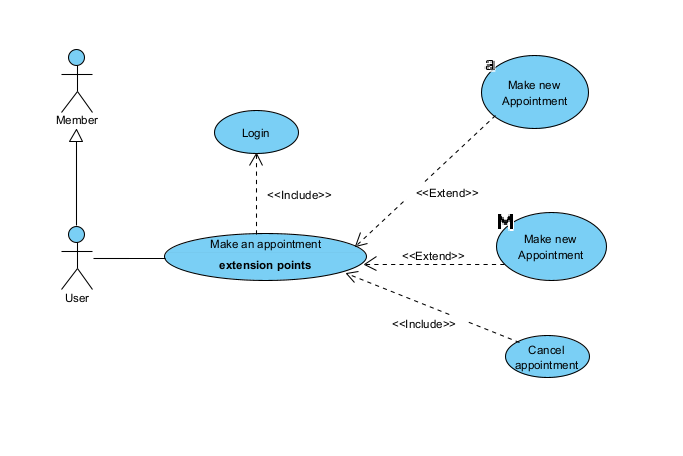 a
Make new
Appointment
Member
Login
<<Include>>
<<Extend>>
M
Make an appointment
extension points
<<Extend>>
Make new
Appointment
User
<<Include>>
Cancel
appointment